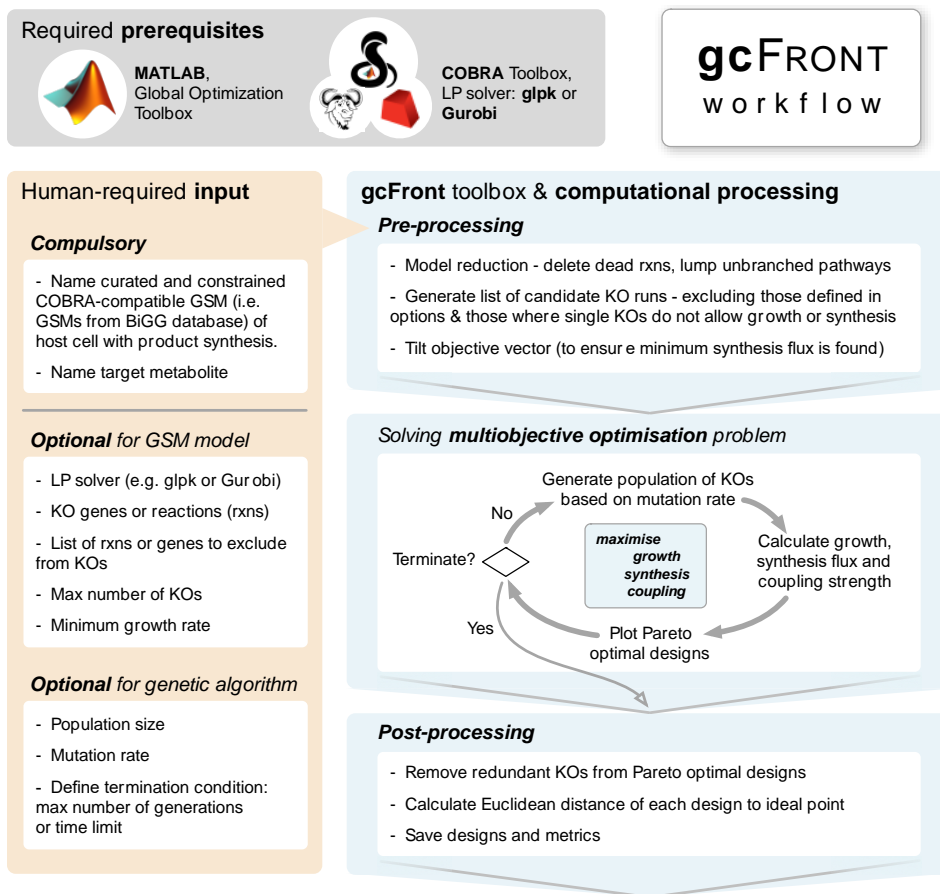 Required prerequisites
MATLAB,
Global Optimization
Toolbox
COBRA Toolbox,
LP solver: glpk or
Gurobi
gcFRONT
workflow
Human-required input
Compulsory
- Name curated and constrained
COBRA-compatible GSM (i.e.
GSMs from BiGG database) of
host cell with product synthesis.
- Name target metabolite
Optional for GSM model
- LP solver (e.g. glpk or Gurobi)
- KO genes or reactions (rxns)
- List of rxns or genes to exclude
from KOs
- Max number of KOs
- Minimum growth rate
Optional for genetic algorithm
- Population size
- Mutation rate
- Define termination condition:
max number of generations
or time limit
gcFront toolbox & computational processing
Pre-processing
- Model reduction - delete dead rxns, lump unbranched pathways
- Generate list of candidate KO runs - excluding those defined in
options & those where single KOs do not allow growth or synthesis
- Tilt objective vector (to ensure minimum synthesis flux is found)
Solving multiobjective optimisation problem
Generate population of KOs
based on mutation rate
No
Terminate?
maximise
growth
synthesis
coupling
Calculate growth,
synthesis flux and
coupling strength
Yes
Plot Pareto
optimal designs
Post-processing
- Remove redundant KOs from Pareto optimal designs
- Calculate Euclidean distance of each design to ideal point
- Save designs and metrics